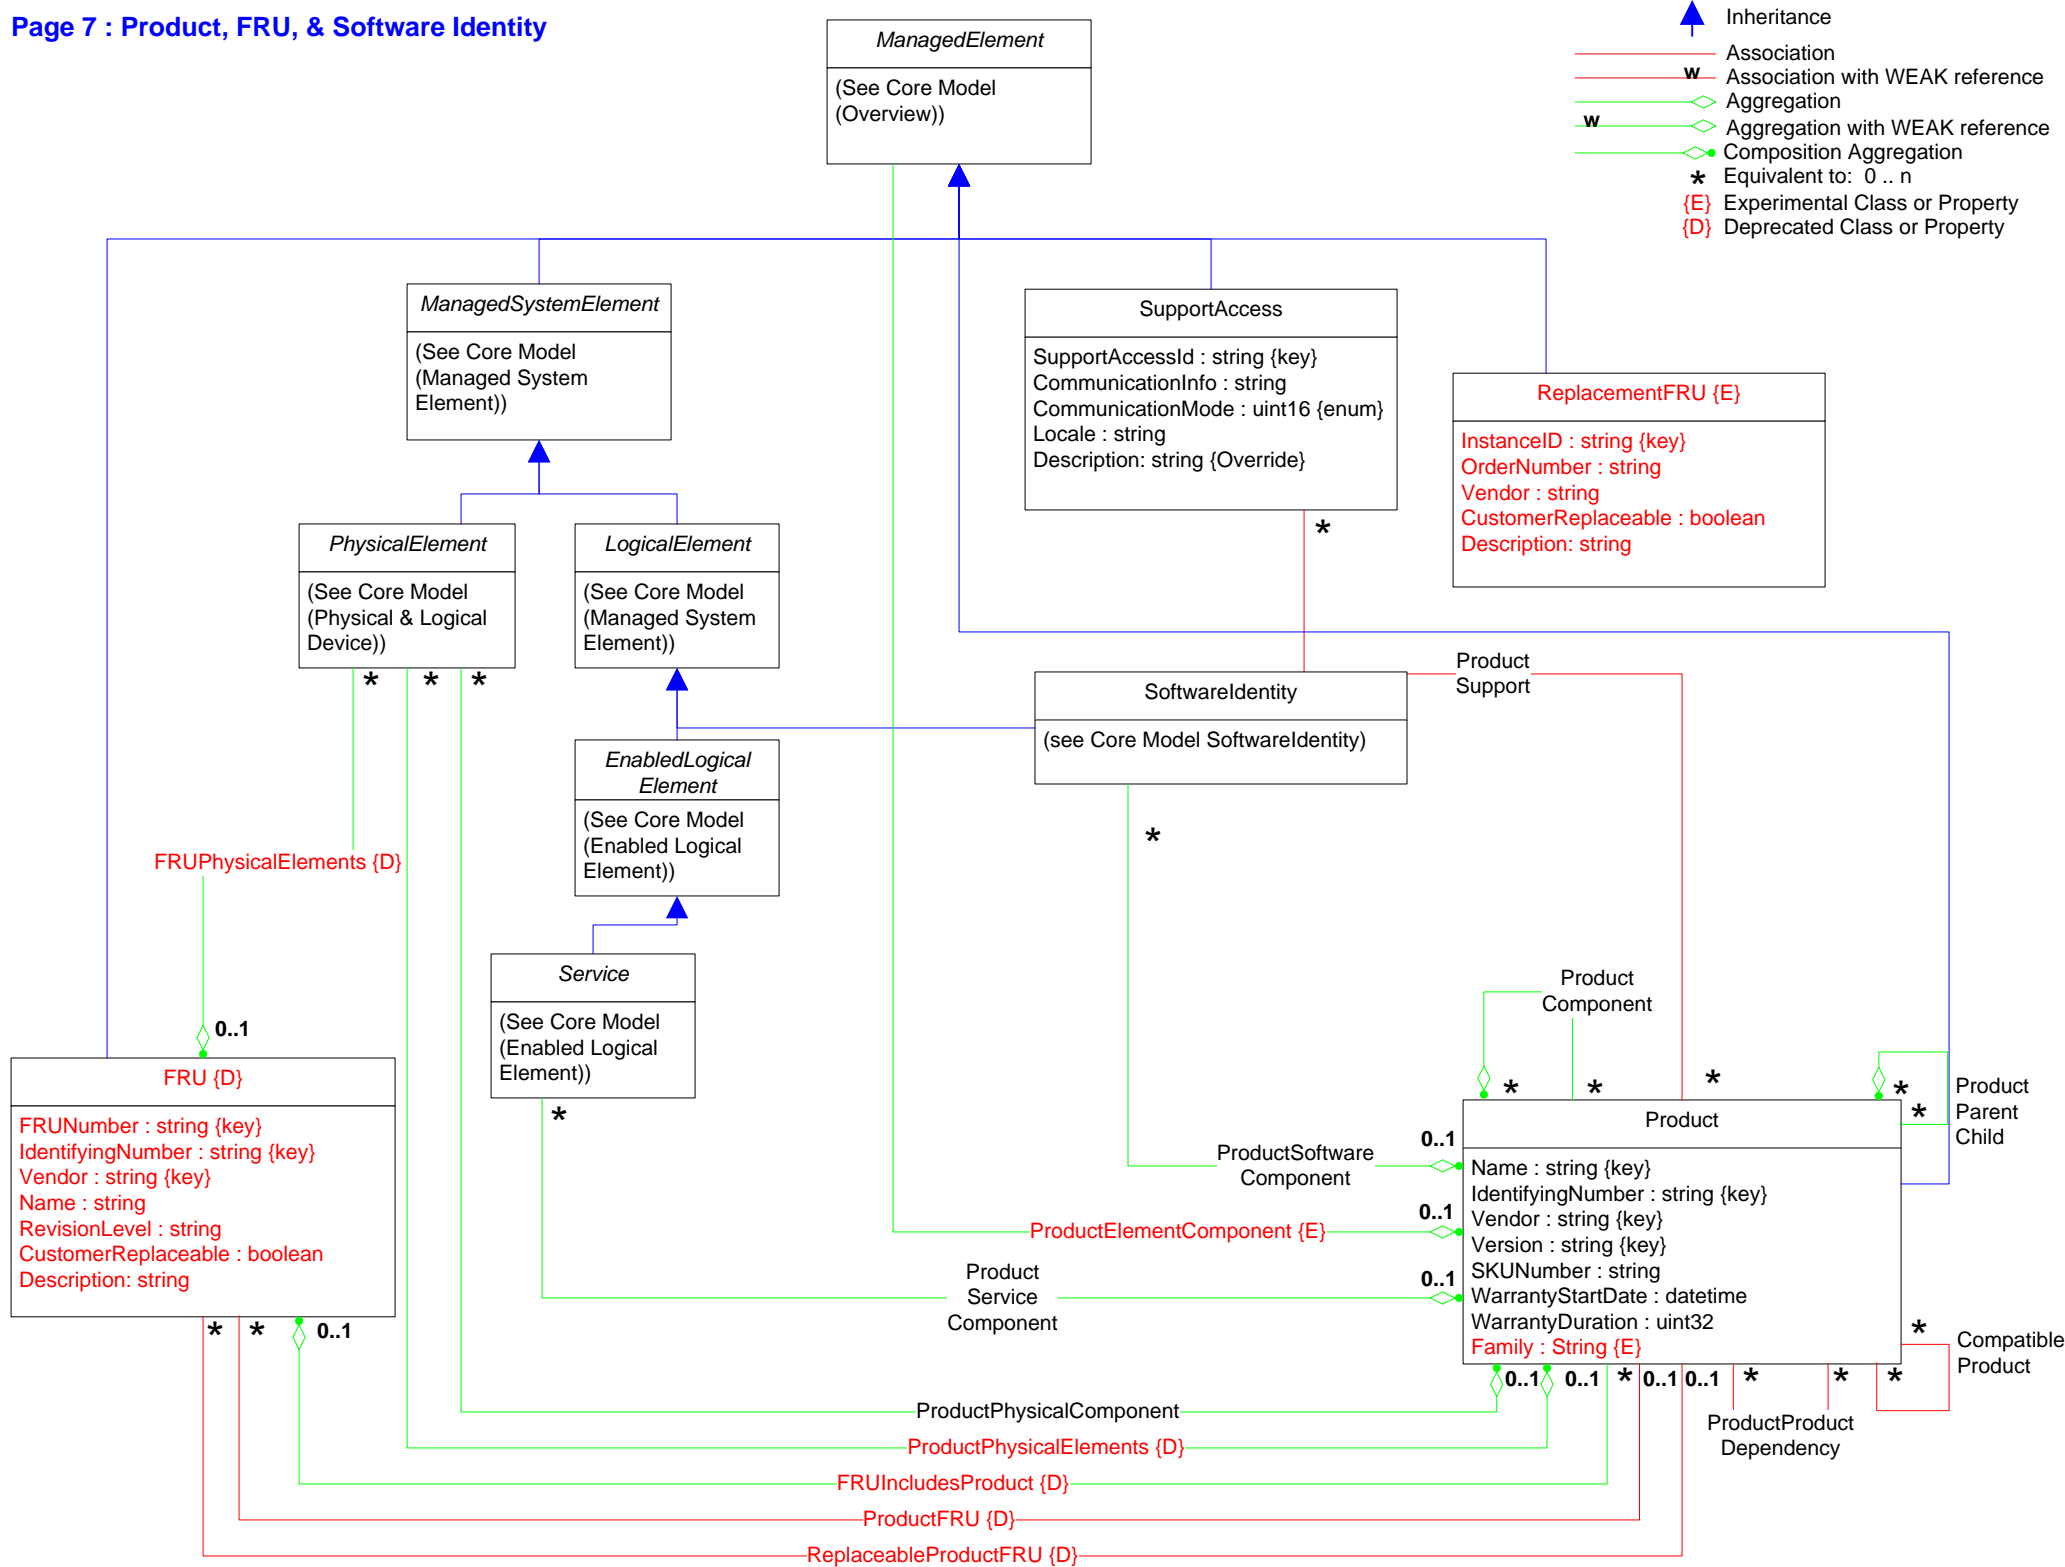 Page 7 : Product, FRU, & Software Identity
Inheritance
Association
w
Association with WEAK reference
Aggregation
w
Aggregation with WEAK reference
Composition Aggregation
* Equivalent to: 0 .. n
{E} Experimental Class or Property
{D} Deprecated Class or Property
ManagedElement
(See Core Model
(Overview))
ManagedSystemElement
(See Core Model
(Managed System
Element))
SupportAccess
SupportAccessId : string {key}
CommunicationInfo : string
CommunicationMode : uint16 {enum}
Locale : string
Description: string {Override}
*
ReplacementFRU {E}
InstanceID : string {key}
OrderNumber : string
Vendor : string
CustomerReplaceable : boolean
Description: string
PhysicalElement
(See Core Model
(Physical & Logical
Device))
* * *
LogicalElement
(See Core Model
(Managed System
Element))
SoftwareIdentity
(see Core Model SoftwareIdentity)
*
Product
Support
EnabledLogical
Element
(See Core Model
(Enabled Logical
Element))
FRUPhysicalElements {D}
0..1
Service
(See Core Model
(Enabled Logical
Element))
*
FRU {D}
FRUNumber : string {key}
IdentifyingNumber : string {key}
Vendor : string {key}
Name : string
RevisionLevel : string
CustomerReplaceable : boolean
Description: string
* * 0..1
Product
Component
* * * *
*
Product
Parent
Child
Product
Name : string {key}
IdentifyingNumber : string {key}
Vendor : string {key}
Version : string {key}
SKUNumber : string
WarrantyStartDate : datetime
WarrantyDuration : uint32
Family : String {E}
0..1
ProductSoftware
Component
0..1
ProductElementComponent {E}
0..1
Product
Service
Component
*
Compatible
Product
0..1 0..1 * 0..1 0..1 * * *
ProductProduct
Dependency
ProductPhysicalComponent
ProductPhysicalElements {D}
FRUIncludesProduct {D}
ProductFRU {D}
ReplaceableProductFRU {D}